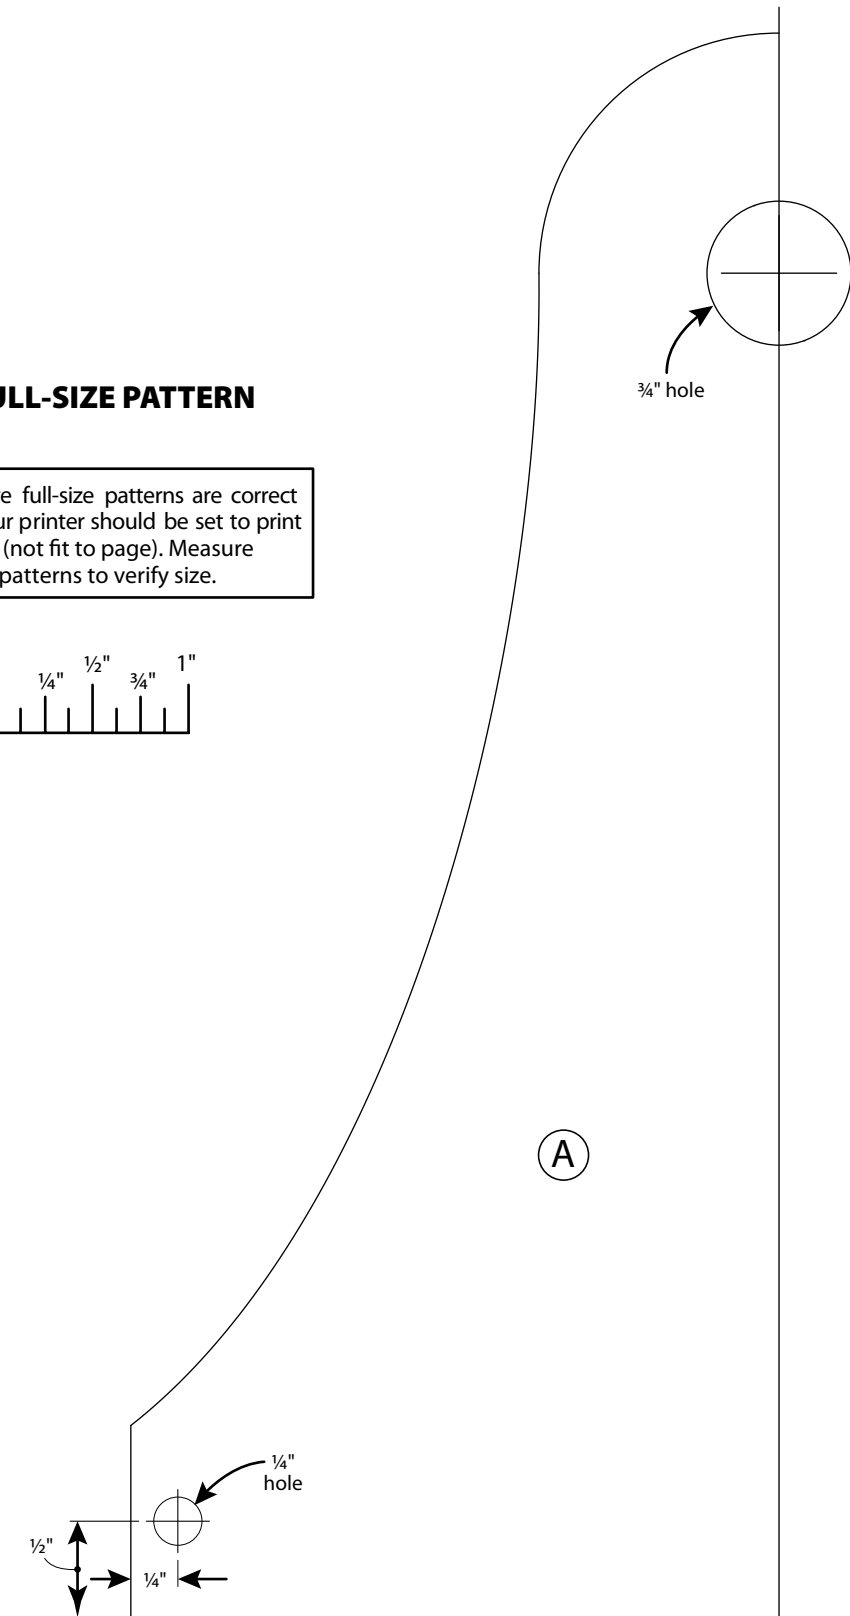 ULL-SIZE PATTERN
e full-size patterns are correct
ur printer should be set to print
(not fit to page). Measure
patterns to verify size.
¼" ½" ¾" 1"
¾" hole
A
¼"
hole
½"
¼"